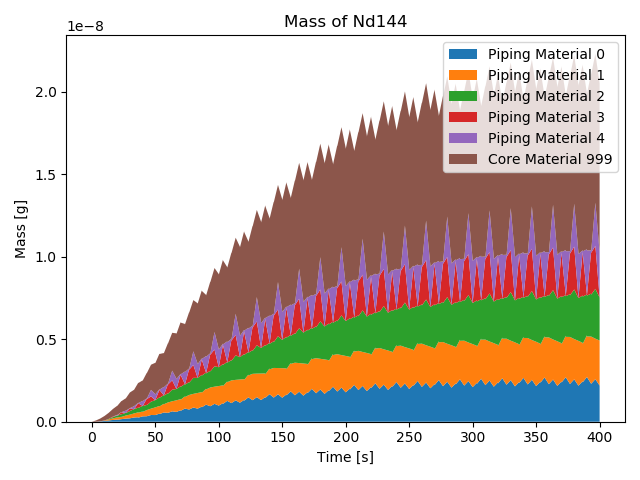 Mass of Nd144
1e−8
Piping Material 0
Piping Material 1
Piping Material 2
Piping Material 3
Piping Material 4
Core Material 999
2.0
1.5
1.0
0.5
0.0
Mass [g]
0 50 100 150 200 250 300 350 400
Time [s]